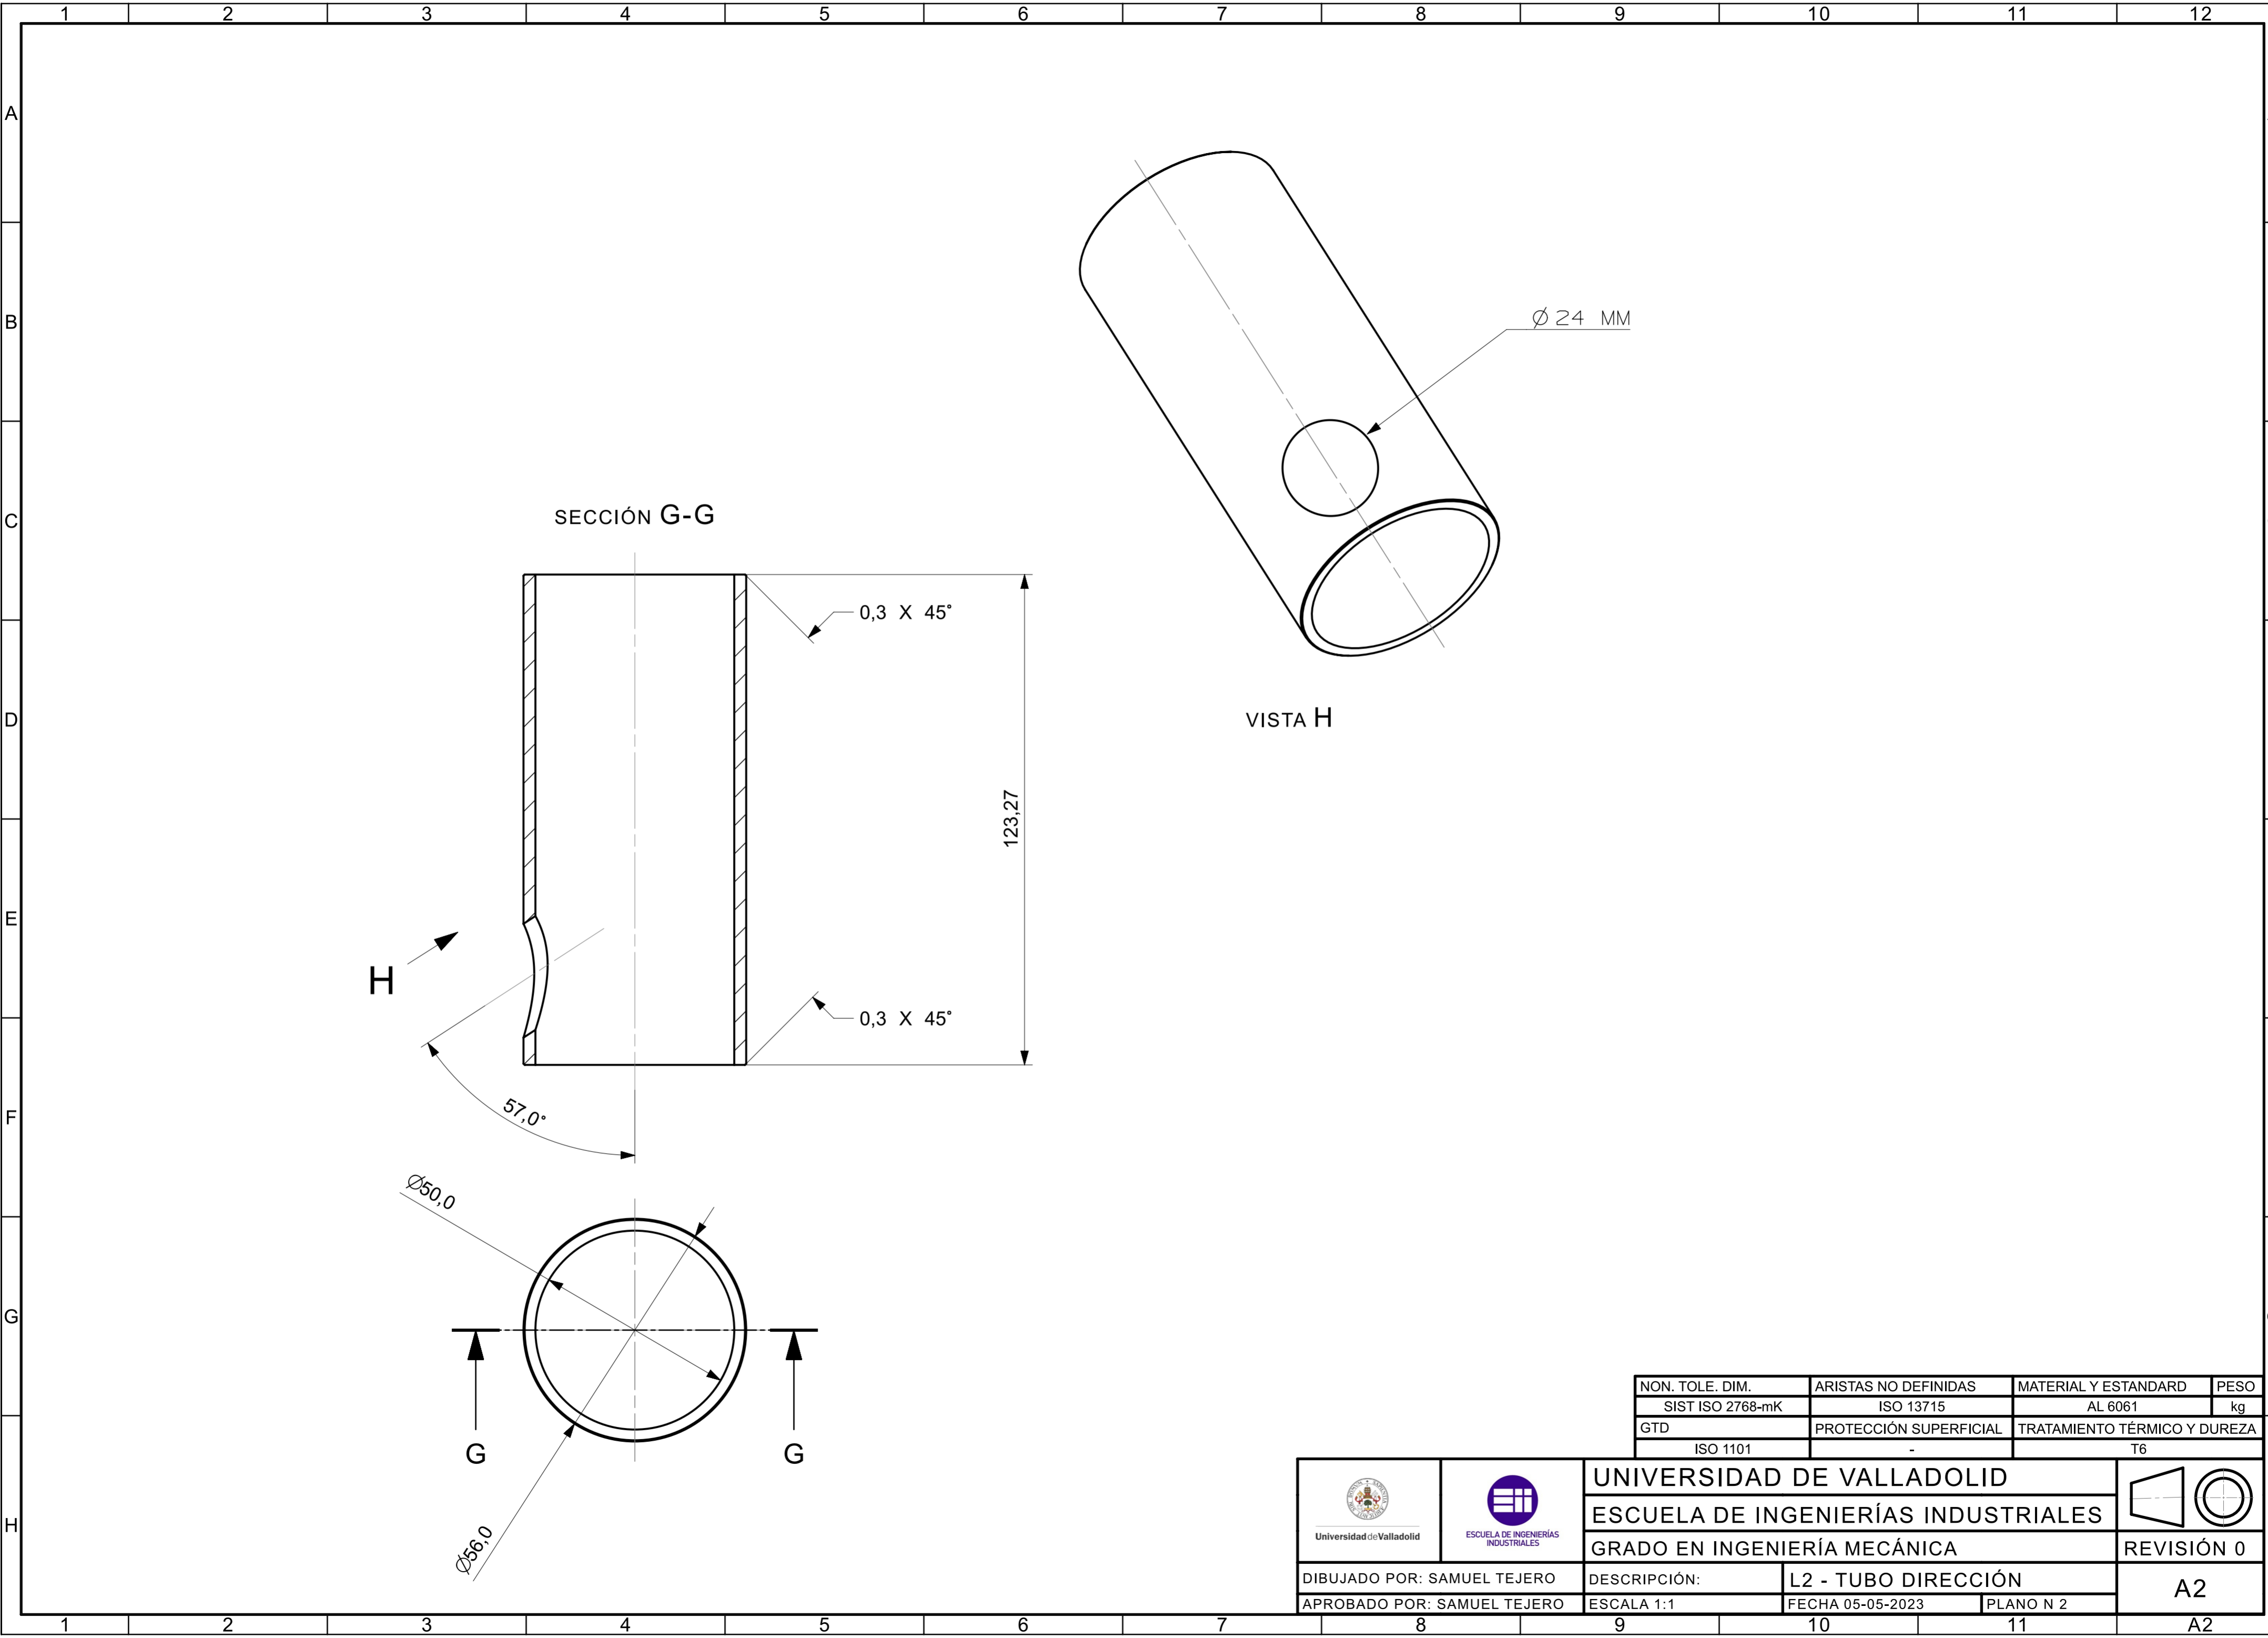 1 2 3 4 5 6 7 8 9 10 11 12
A
B
C
D
E
F
G
H
Ø24 MM
SECCIÓN G-G
0,3 X 45°
VISTA H
123,27
H
0,3 X 45°
57,0°
Ø50,0
G G
Ø56,0
NON. TOLE. DIM. ARISTAS NO DEFINIDAS MATERIAL Y ESTANDARD PESO
SIST ISO 2768-mK ISO 13715 AL 6061 kg
GTD PROTECCIÓN SUPERFICIAL TRATAMIENTO TÉRMICO Y DUREZA
ISO 1101 - T6
UNIVERSIDAD DE VALLADOLID
ESCUELA DE INGENIERÍAS INDUSTRIALES
GRADO EN INGENIERÍA MECÁNICA REVISIÓN 0
Universidad de Valladolid
ESCUELA DE INGENIERÍAS
INDUSTRIALES
DIBUJADO POR: SAMUEL TEJERO DESCRIPCIÓN: L2 - TUBO DIRECCIÓN A2
APROBADO POR: SAMUEL TEJERO ESCALA 1:1 FECHA 05-05-2023 PLANO N 2
1 2 3 4 5 6 7 8 9 10 11 A2